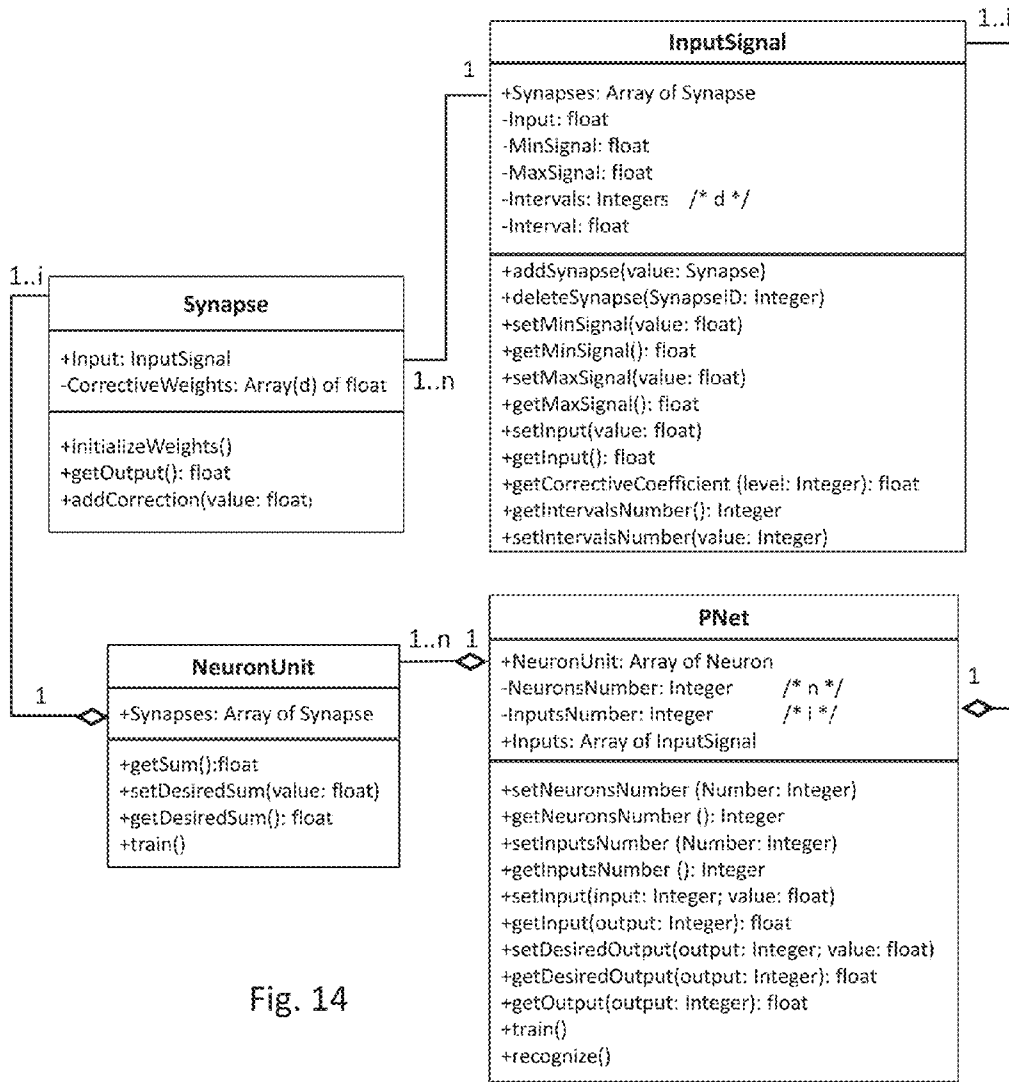 1..i
InputSignal
1
+Synapses: Array of Synapse
-Input: float
-MinSignal: float
-MaxSignal: float
-Intervals: Integers /* d */
-Interval: float
+addSynapse(value: Synapse)
+deleteSynapse(SynapseID: Integer)
+setMinSignal(value: float)
+getMinSignal(): float
+setMaxSignal(value: float)
+getMaxSignal(): float
+setInput(value: float)
+getInput(): float
+getCorrectiveCoefficient (level: Integer): float
+getIntervalsNumber(): Integer
+setIntervalsNumber(value: Integer)
1..i
Synapse
+Input: InputSignal
-CorrectiveWeights: Array(d) of float
1..n
+initializeWeights()
+getOutput(): float
+addCorrection(value: float)
1..n
1
NeuronUnit
1
+Synapses: Array of Synapse
+getSum():float
+setDesiredSum(value: float)
+getDesiredSum(): float
+train()
PNet
1
+NeuronUnit: Array of Neuron
-NeuronsNumber: Integer /* n */
-InputsNumber: Integer /* i */
+Inputs: Array of InputSignal
+setNeuronsNumber (Number: Integer)
+getNeuronsNumber (): Integer
+setInputsNumber (Number: Integer)
+getInputsNumber (): Integer
+setInput(input: Integer; value: float)
+getInput(output: Integer): float
+setDesiredOutput(output: Integer; value: float)
+getDesiredOutput(output: Integer): float
+getOutput(output: Integer): float
+train()
+recognize()
Fig. 14